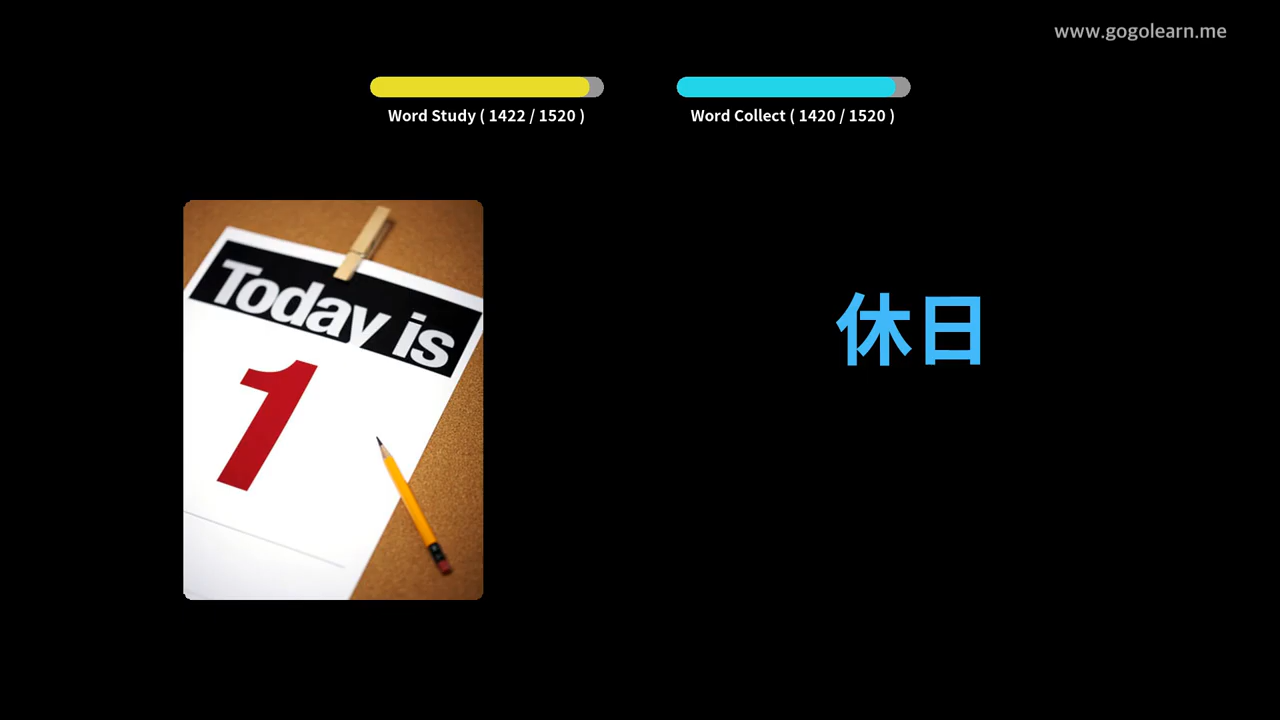 www.gogolearn.me
Word Study ( 1422 / 1520 )
Word Collect ( 1420 / 1520 )
Today is
1
休日